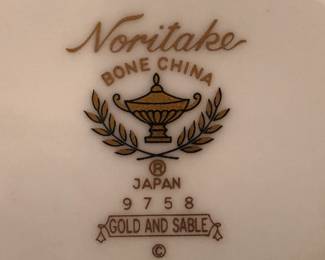 Noritake
BONE CHINA
®
JAPAN
9758
GOLD AND SABLE
©